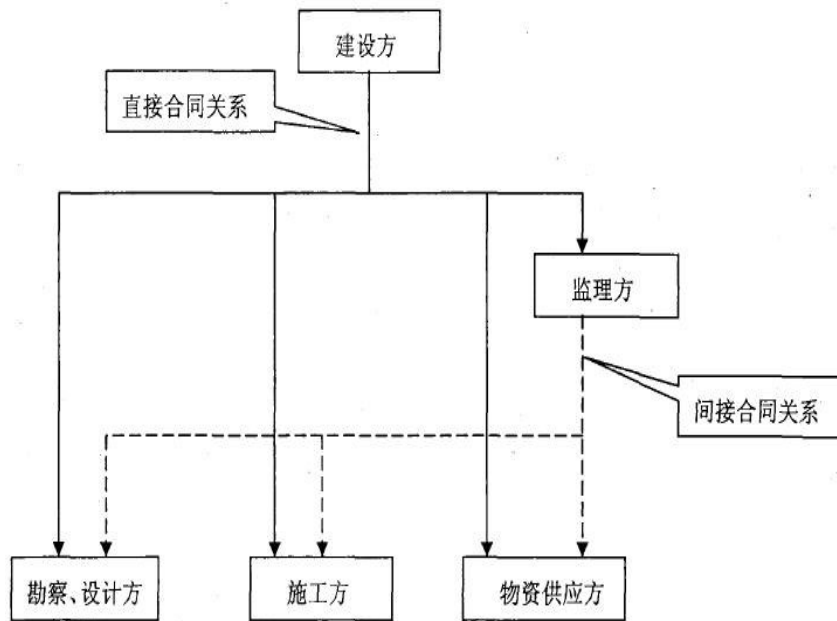 建设方
直接合同关系
监理方
间接合同关系
勘察、设计方
施工方
物资供应方